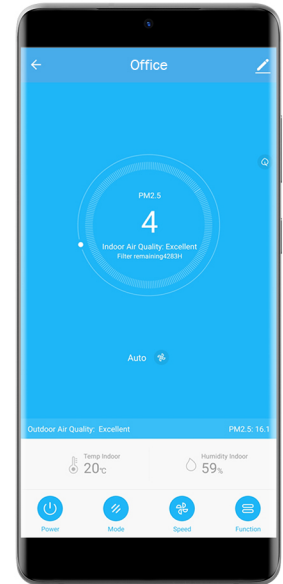 Office
PM2.5
4
Indoor Air Quality: Excellent
Filter remaining4283H
Auto
Outdoor Air Quality: Excellent PM2.5: 16.1
Temp Indoor
20°C
Humidity Indoor
59%
Power Mode Speed Function